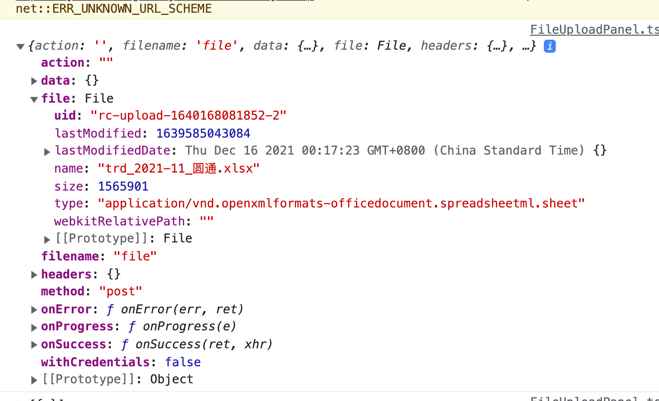 net::ERR_UNKNOWN_URL_SCHEME
FileUploadPanel.ts
{action: '', filename: 'file', data: {…}, file: File, headers: {…}, …}
action: ""
data: {}
file: File
uid: "rc-upload-1640168081852-2"
lastModified: 1639585043084
lastModifiedDate: Thu Dec 16 2021 00:17:23 GMT+0800 (China Standard Time) {}
name: "trd_2021-11_圆通.xlsx"
size: 1565901
type: "application/vnd.openxmlformats-officedocument.spreadsheetml.sheet"
webkitRelativePath: ""
[[Prototype]]: File
filename: "file"
headers: {}
method: "post"
onError: ƒ onError(err, ret)
onProgress: ƒ onProgress(e)
onSuccess: ƒ onSuccess(ret, xhr)
withCredentials: false
[[Prototype]]: Object
FileUploadPanel.ts